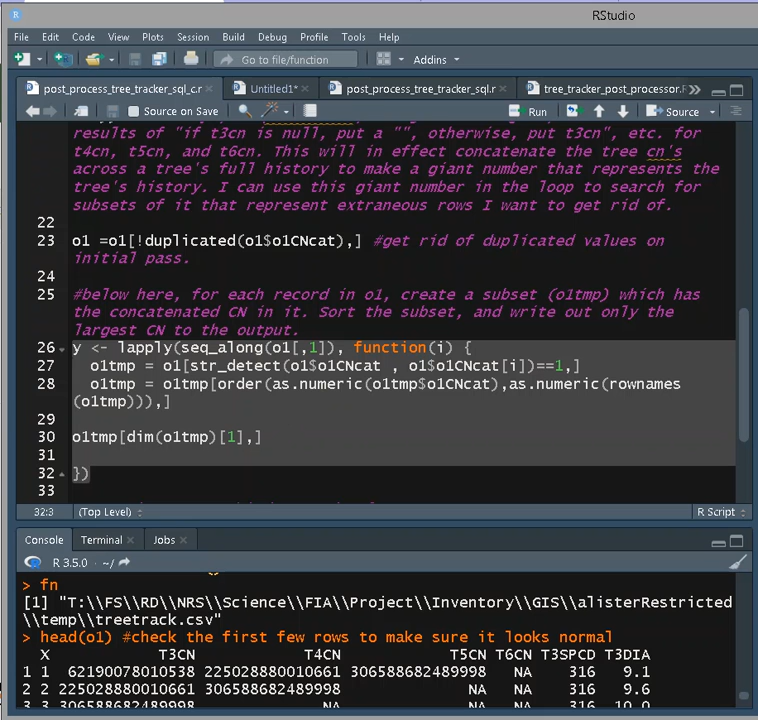 RStudio
File Edit Code View Plots Session Build Debug Profile Tools Help
Go to file/function Addins
post_process_tree_tracker_sql_c.r Untitled1* post_process_tree_tracker_sql.r tree_tracker_post_processor.R
Source on Save Run Source
results of "if t3cn is null, put a "", otherwise, put t3cn", etc. for
t4cn, t5cn, and t6cn. This will in effect concatenate the tree cn's
across a tree's full history to make a giant number that represents the
tree's history. I can use this giant number in the loop to search for
subsets of it that represent extraneous rows I want to get rid of.
22
23 o1 =o1[!duplicated(o1$o1CNcat),] #get rid of duplicated values on
initial pass.
24
25 #below here, for each record in o1, create a subset (o1tmp) which has
the concatenated CN in it. Sort the subset, and write out only the
largest CN to the output.
26 y <- lapply(seq_along(o1[,1]), function(i) {
27 o1tmp = o1[str_detect(o1$o1CNcat , o1$o1CNcat[i])==1,]
28 o1tmp = o1tmp[order(as.numeric(o1tmp$o1CNcat),as.numeric(rownames
(o1tmp))),]
29
30 o1tmp[dim(o1tmp)[1],]
31
32 })
33
32:3 (Top Level) R Script
Console Terminal Jobs
R 3.5.0 · ~/
> fn
[1] "T:\\FS\\RD\\NRS\\Science\\FIA\\Project\\Inventory\\GIS\\alisterRestricted
\\temp\\treetrack.csv"
> head(o1) #check the first few rows to make sure it looks normal
X T3CN T4CN T5CN T6CN T3SPCD T3DIA
1 1 62190078010538 225028880010661 306588682489998 NA 316 9.1
2 2 225028880010661 306588682489998 NA NA 316 9.6
3 3 306588682489998 NA NA NA 316 10.0